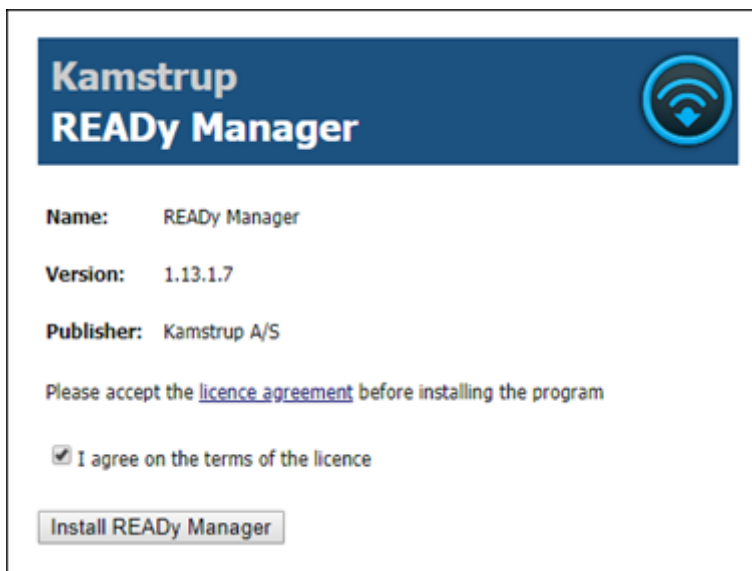 Kamstrup
READy Manager
Name: READy Manager
Version: 1.13.1.7
Publisher: Kamstrup A/S
Please accept the licence agreement before installing the program
I agree on the terms of the licence
Install READy Manager